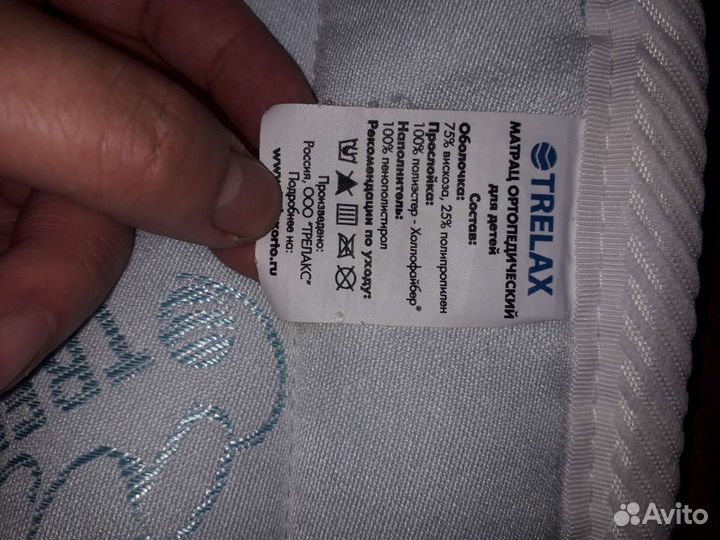 TRELAX
МАТРАЦ ОРТОПЕДИЧЕСКИЙ
для детей
Состав:
Оболочка:
75% вискоза, 25% полипропилен
Прослойка:
100% полиэстер - Холлофайбер®
Наполнитель:
100% пенополистирол
Рекомендации по уходу:
Произведено:
Россия, ООО "ТРЕЛАКС"
Подробнее на:
Avito